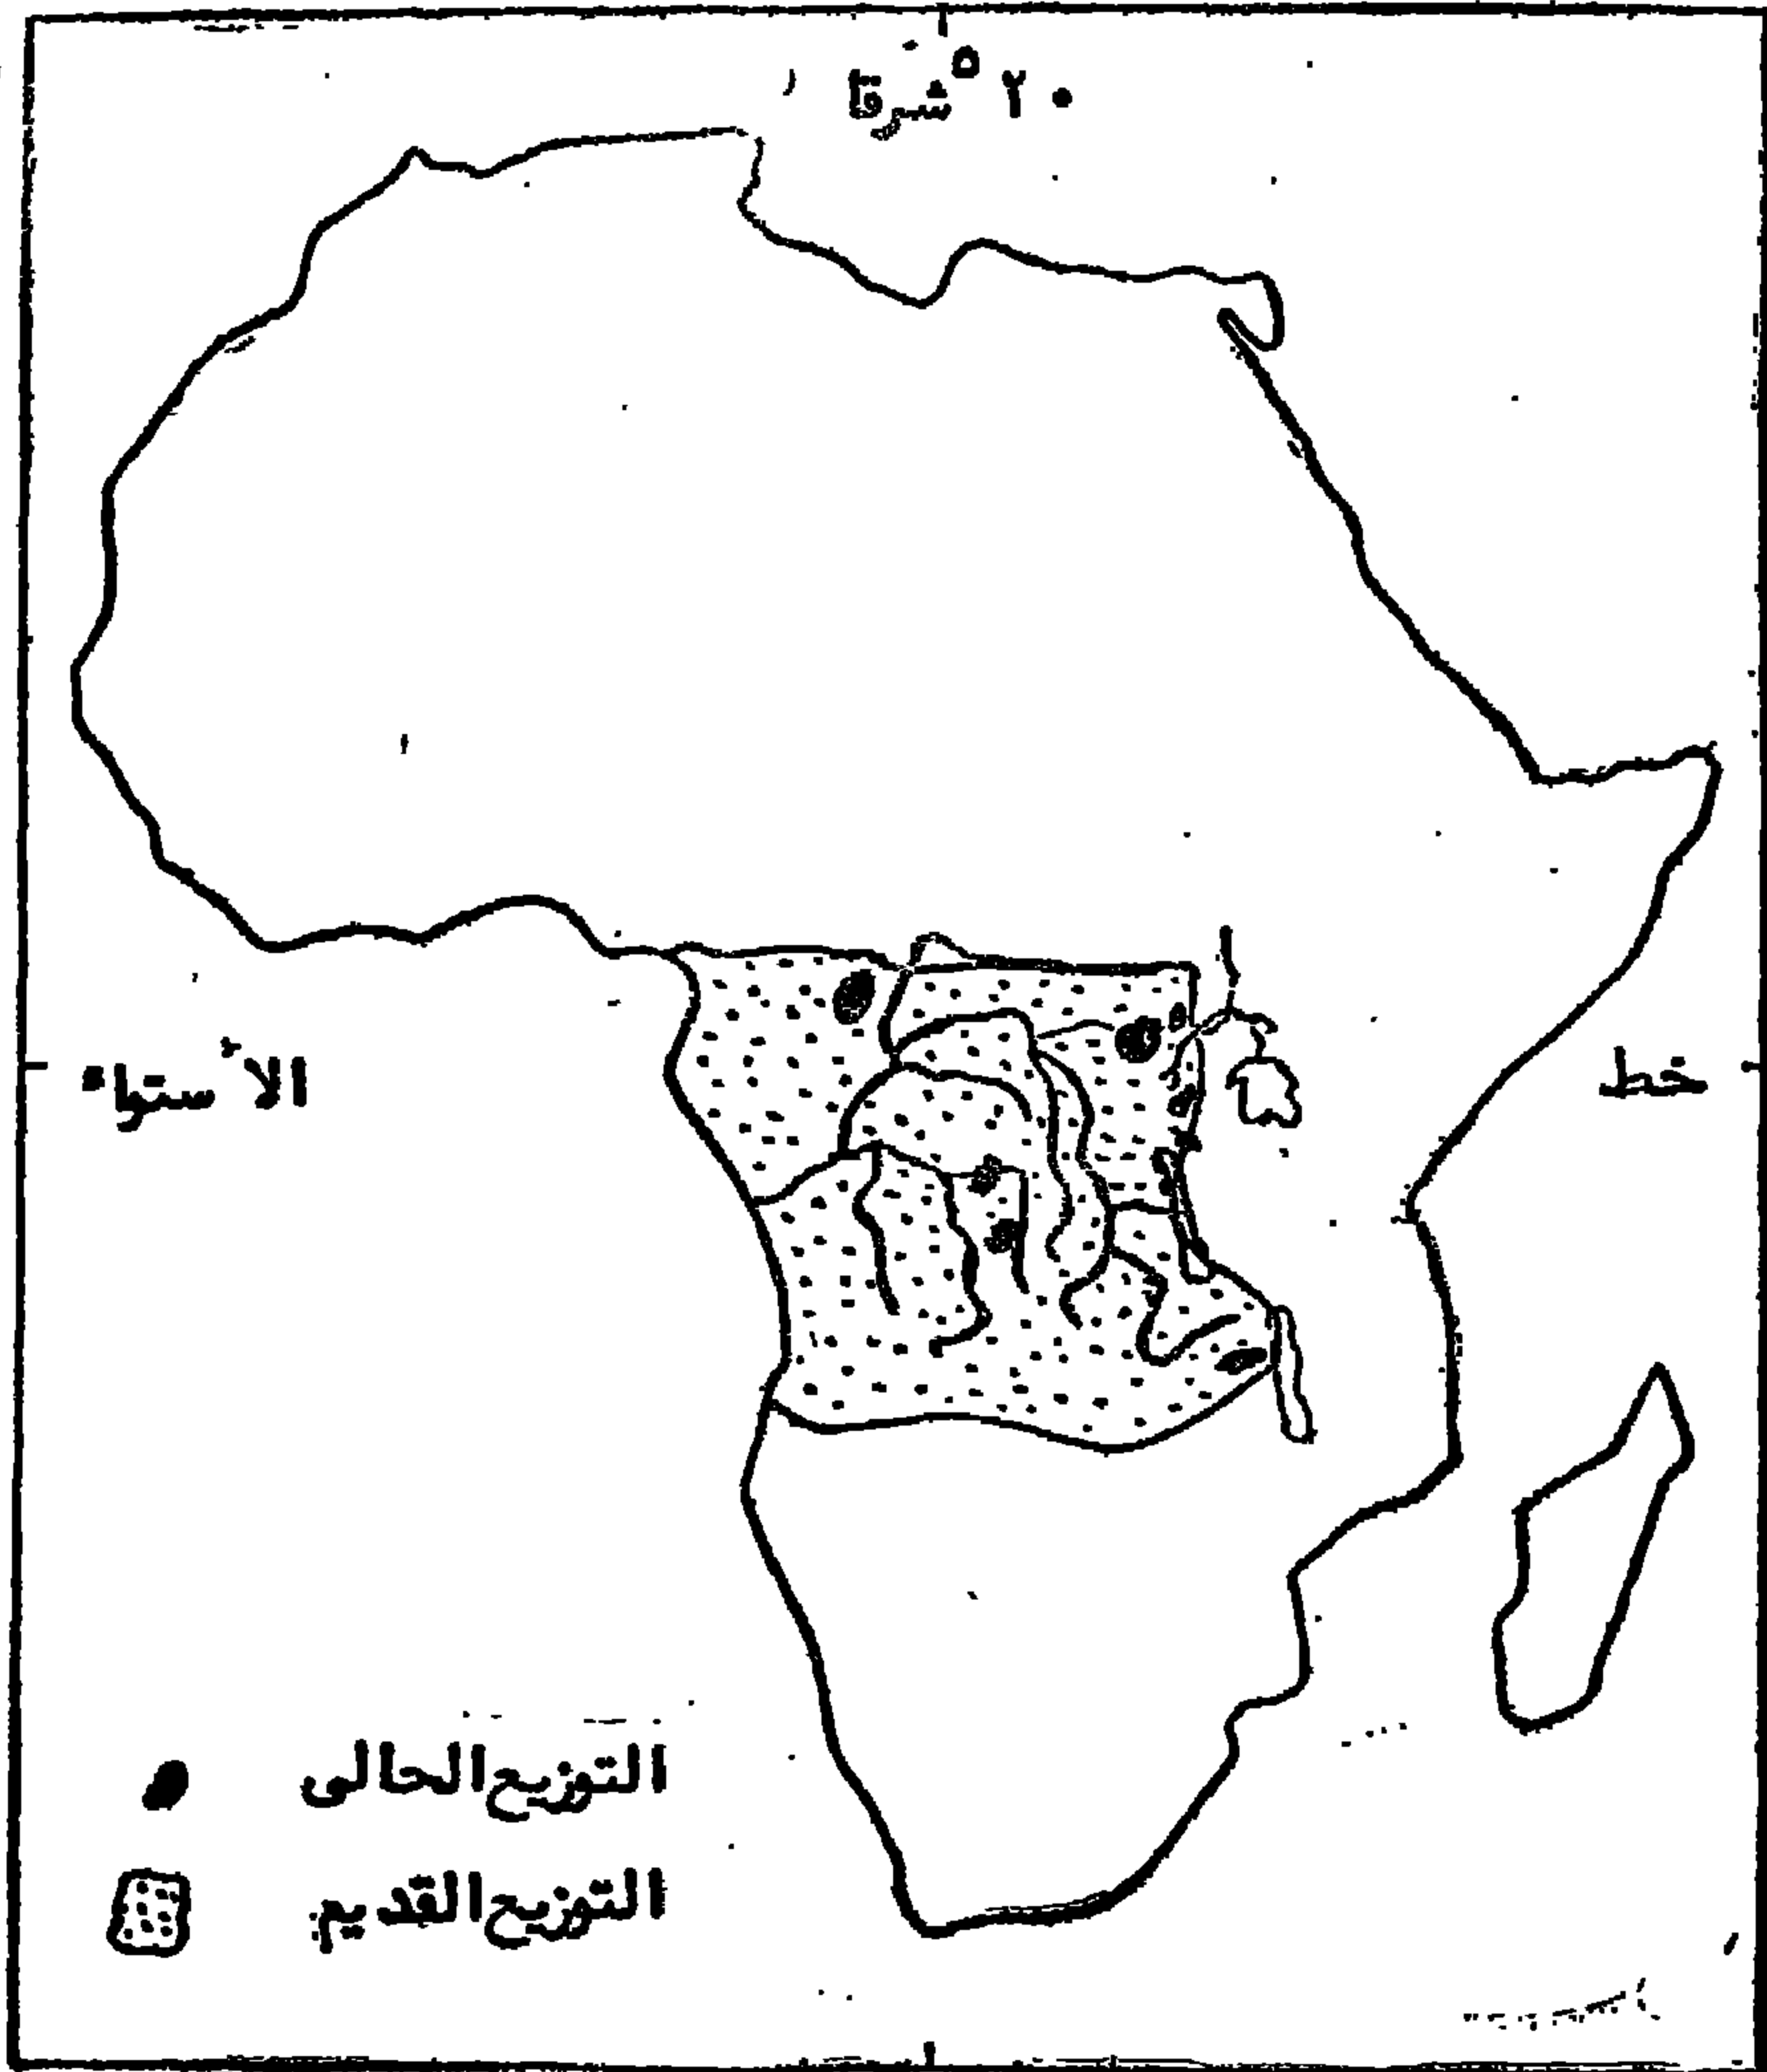 ٢٠° شرقا
خط الاستواء
التوزيع الحالى
التوزيع القديم